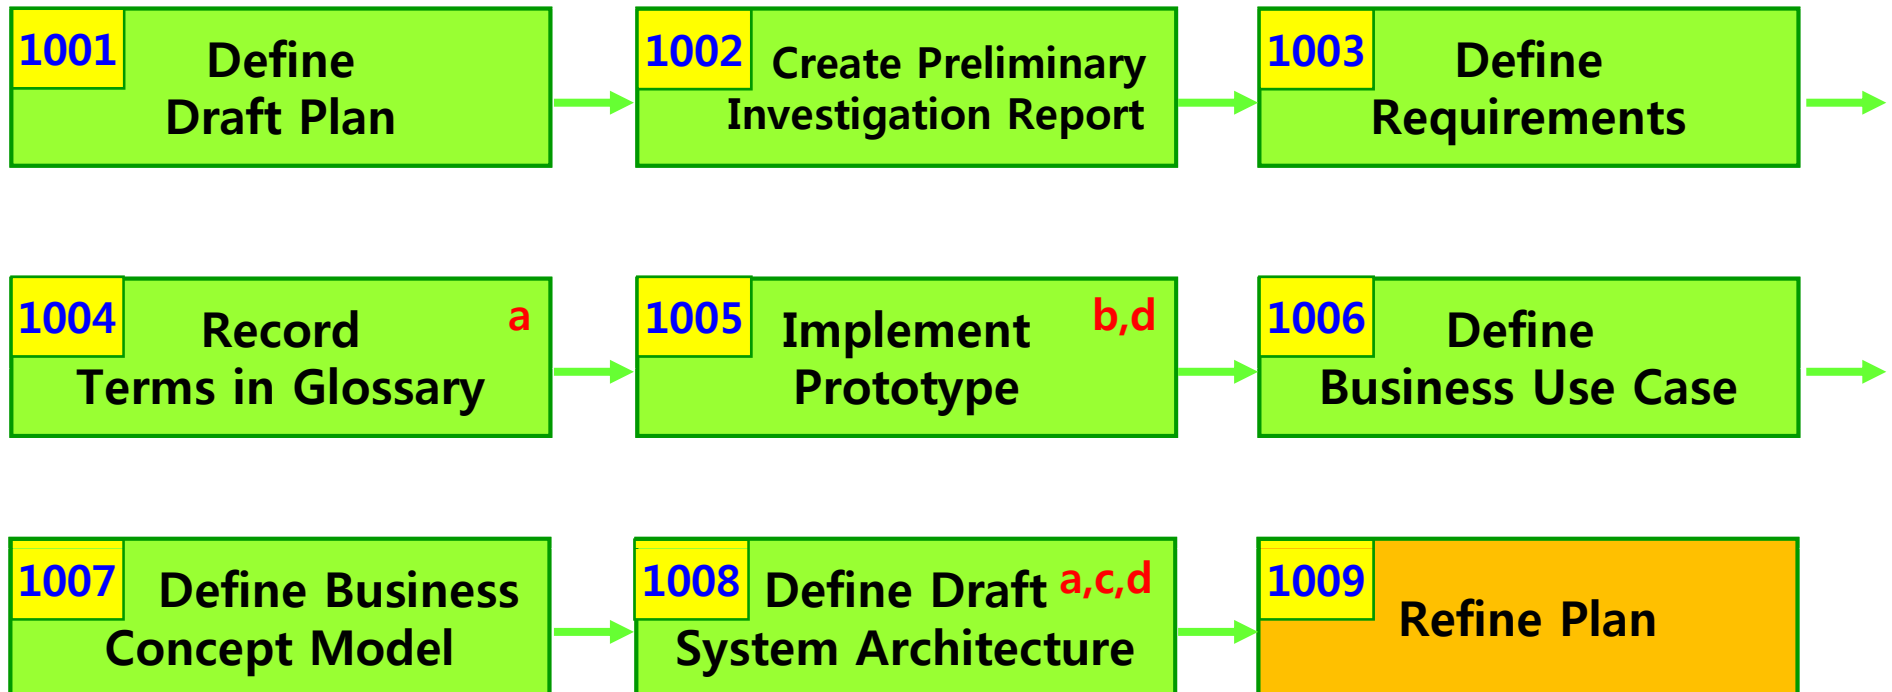 1001
Define
Draft Plan
1002
Create Preliminary
Investigation Report
1003
Define
Requirements
1004
Record
a
Terms in Glossary
1005
Implement
b,d
Prototype
1006
Define
Business Use Case
1007
Define Business
Concept Model
1008
Define Draft a,c,d
System Architecture
1009
Refine Plan